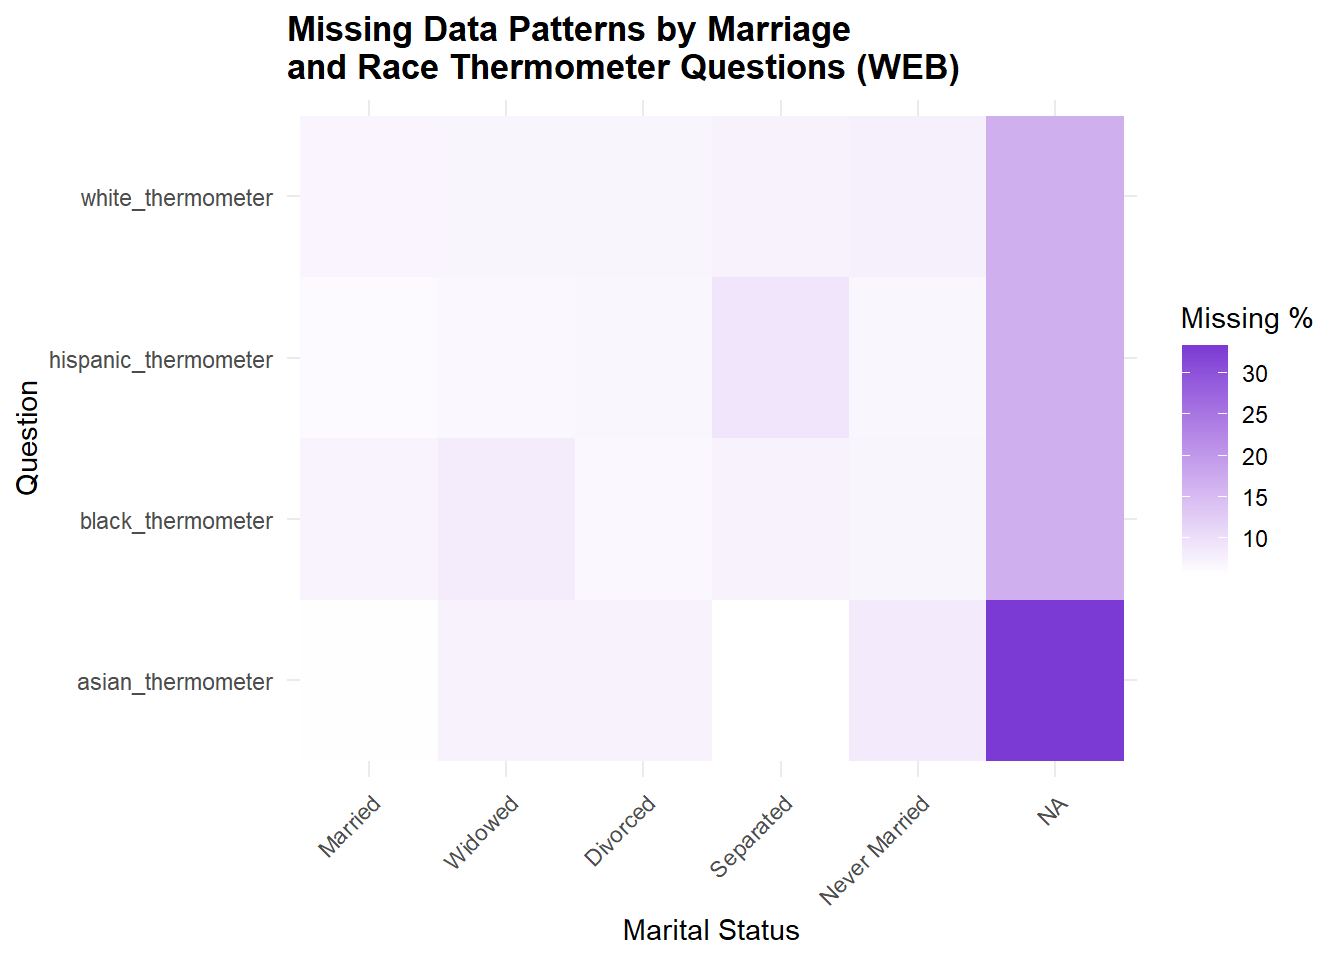 Missing Data Patterns by Marriage
and Race Thermometer Questions (WEB)
white_thermometer
hispanic_thermometer
black_thermometer
asian_thermometer
Question
Married
Widowed
Divorced
Separated
Never Married
NA
Marital Status
Missing %
30
25
20
15
10